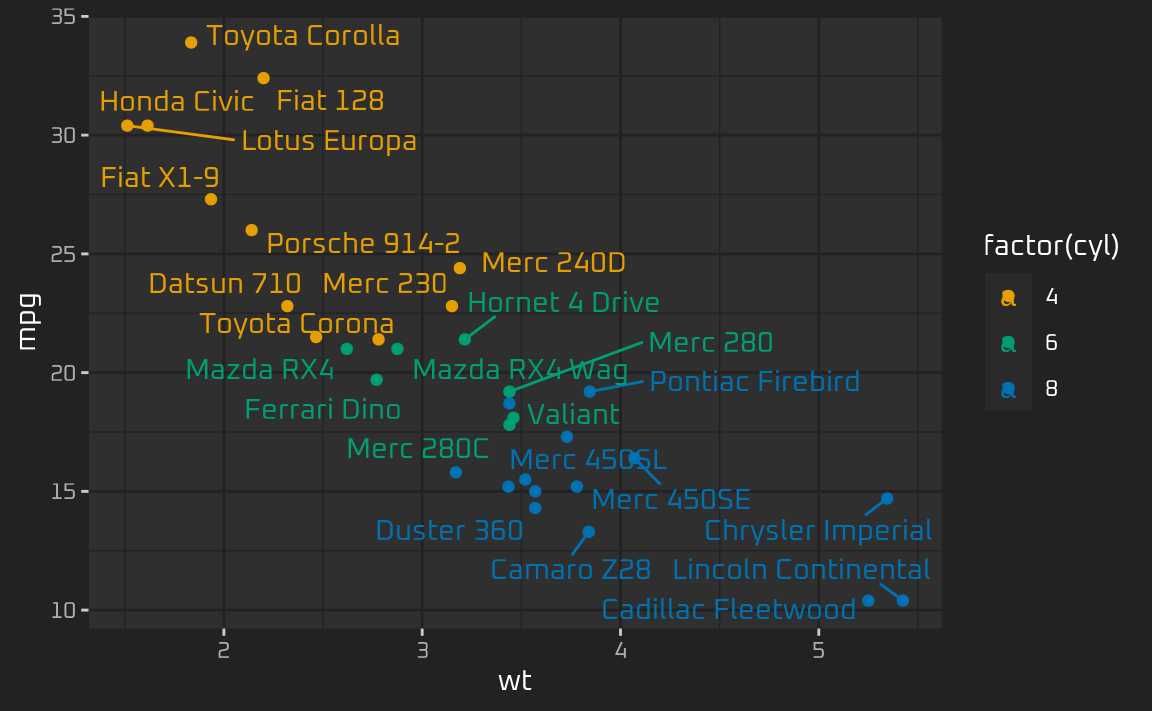 35
Toyota Corolla
Honda Civic
Fiat 128
30
Lotus Europa
Fiat X1-9
Porsche 914-2
25
Merc 240D
Datsun 710
Merc 230
Hornet 4 Drive
Toyota Corona
Merc 280
Mazda RX4
Mazda RX4 Wag
20
Pontiac Firebird
Ferrari Dino
Valiant
Merc 280C
Merc 450SL
15
Merc 450SE
Duster 360
Chrysler Imperial
Camaro Z28
Lincoln Continental
10
Cadillac Fleetwood
2
3
4
5
wt
mpg
factor(cyl)
a 4
a 6
a 8